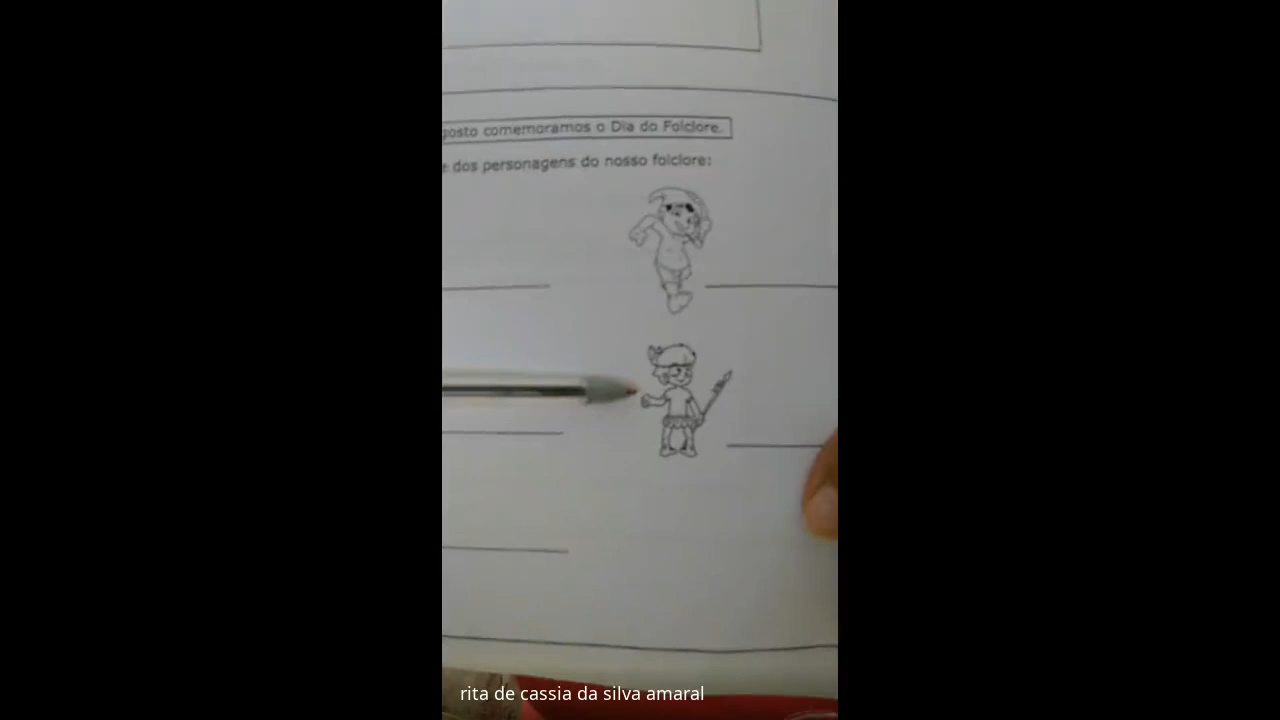 gosto comemoramos o Dia do Folclore.
e dos personagens do nosso folclore:
rita de cassia da silva amaral